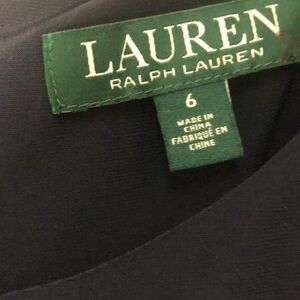 LAUREN
RALPH LAUREN
6
MADE IN
CHINA
FABRIQUÉ EN
CHINE